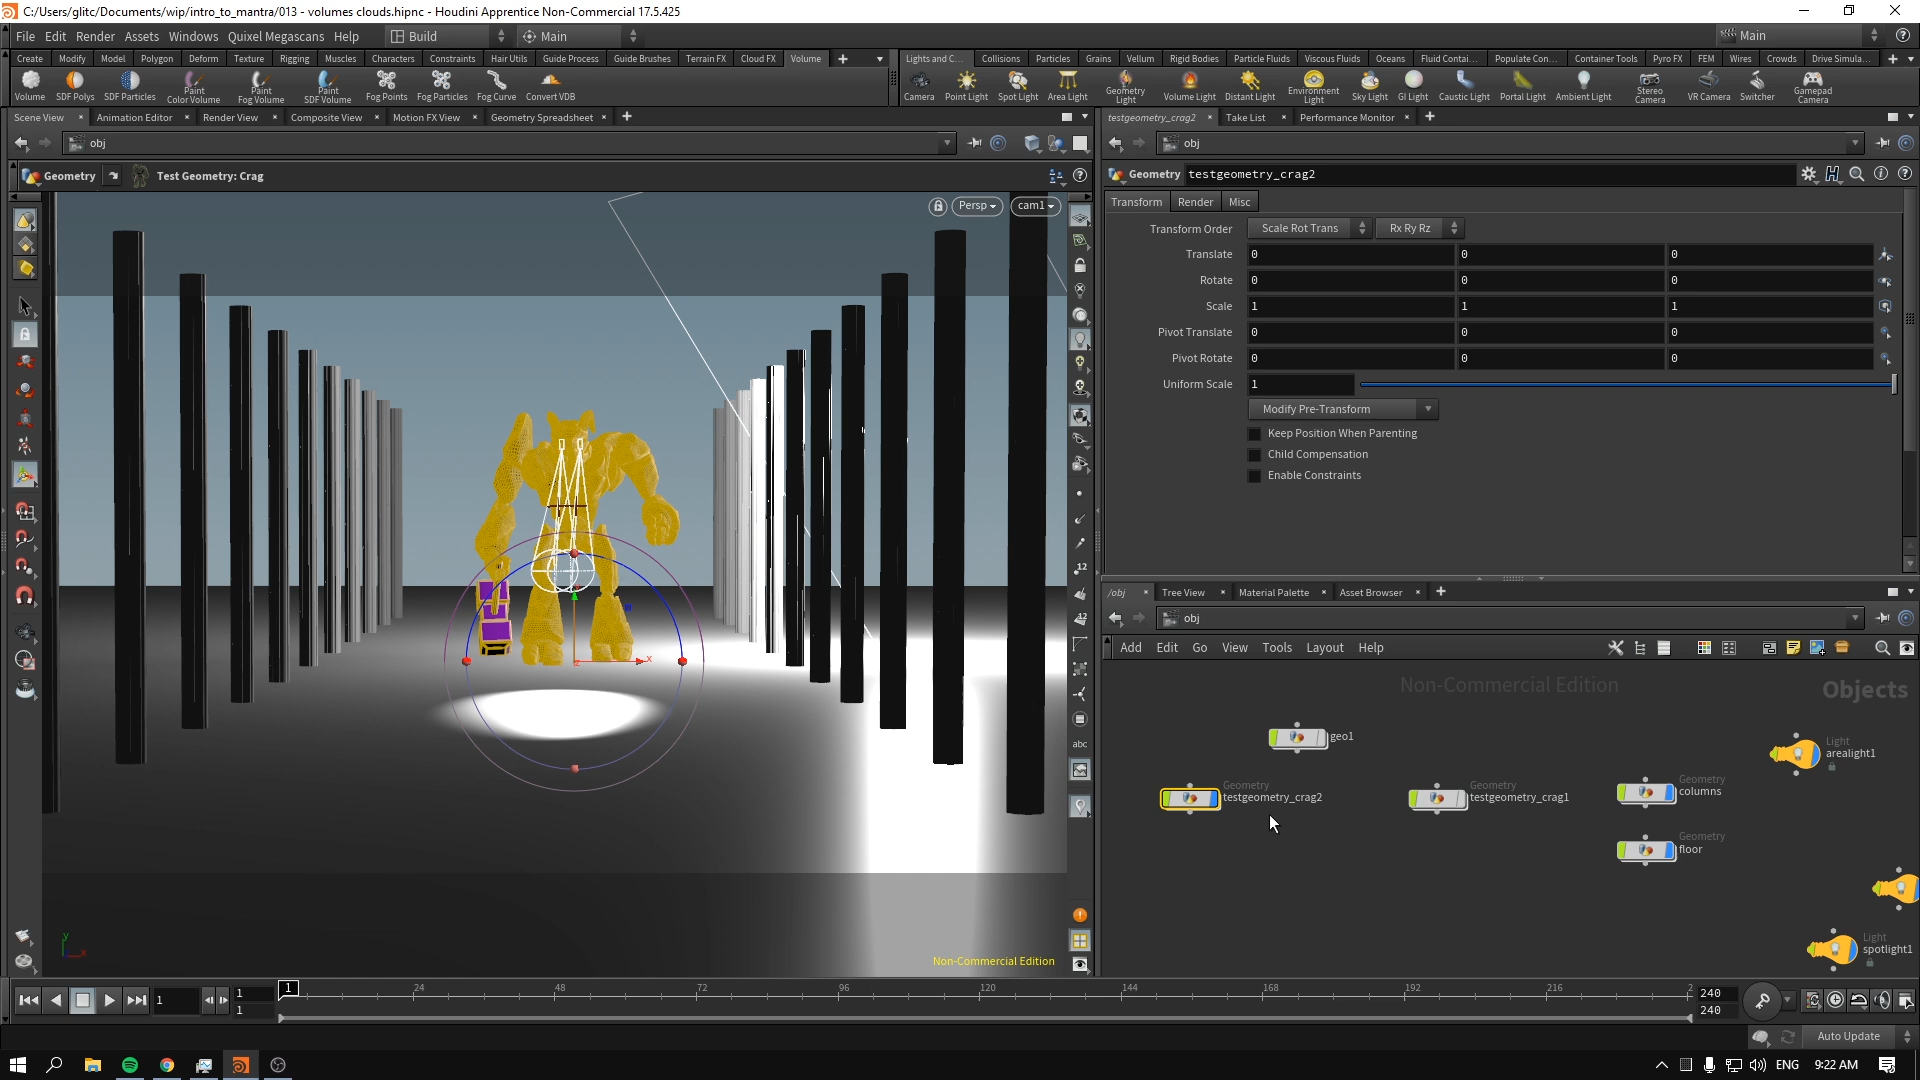 C:/Users/glitc/Documents/wip/intro_to_mantra/013 - volumes clouds.hipnc - Houdini Apprentice Non-Commercial 17.5.425
File Edit Render Assets Windows Quixel Megascans Help Build Main Main
Create Modify Model Polygon Deform Texture Rigging Muscles Characters Constraints Hair Utils Guide Process Guide Brushes Terrain FX Cloud FX Volume
Lights and C... Collisions Particles Grains Vellum Rigid Bodies Particle Fluids Viscous Fluids Oceans Fluid Contai... Populate Con... Container Tools Pyro FX FEM Wires Crowds Drive Simula...
Volume SDF Polys SDF Particles Paint Color Volume Paint Fog Volume Paint SDF Volume Fog Points Fog Particles Fog Curve Convert VDB
Camera Point Light Spot Light Area Light Geometry Light Volume Light Distant Light Environment Light Sky Light GI Light Caustic Light Portal Light Ambient Light Stereo Camera VR Camera Switcher Gamepad Camera
Scene View Animation Editor Render View Composite View Motion FX View Geometry Spreadsheet
testgeometry_crag2 Take List Performance Monitor
obj
obj
Geometry Test Geometry: Crag
Geometry testgeometry_crag2
Persp cam1
Transform Render Misc
Transform Order Scale Rot Trans Rx Ry Rz
Translate 0 0 0
Rotate 0 0 0
Scale 1 1 1
Pivot Translate 0 0 0
Pivot Rotate 0 0 0
Uniform Scale 1
Modify Pre-Transform
Keep Position When Parenting
Child Compensation
Enable Constraints
12
12
abc
x
z
y
x
Non-Commercial Edition
/obj Tree View Material Palette Asset Browser
obj
Add Edit Go View Tools Layout Help
Non-Commercial Edition
Objects
geo1
Geometry
testgeometry_crag2
Geometry
testgeometry_crag1
Geometry
columns
Geometry
floor
Light
arealight1
Light
spotlight1
1 1 1 1 24 48 72 96 120 144 168 192 216 2 240
240
Auto Update
ENG 9:22 AM